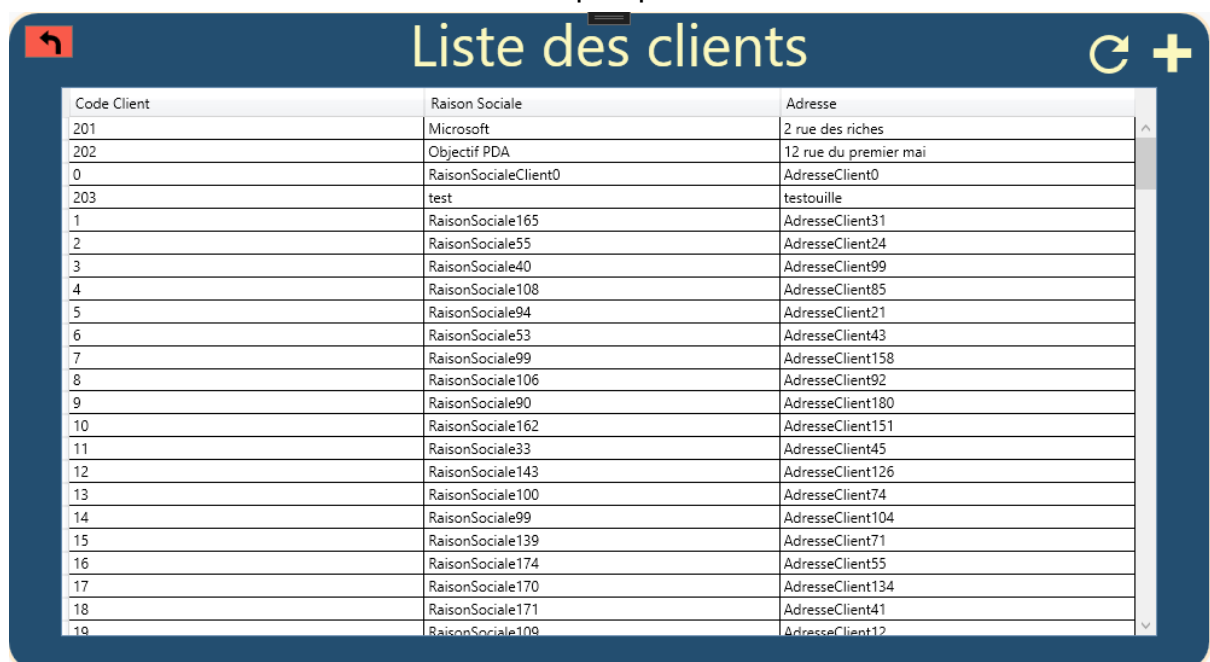 Liste des clients
Code Client Raison Sociale Adresse
201 Microsoft 2 rue des riches
202 Objectif PDA 12 rue du premier mai
0 RaisonSocialeClient0 AdresseClient0
203 test testouille
1 RaisonSociale165 AdresseClient31
2 RaisonSociale55 AdresseClient24
3 RaisonSociale40 AdresseClient99
4 RaisonSociale108 AdresseClient85
5 RaisonSociale94 AdresseClient21
6 RaisonSociale53 AdresseClient43
7 RaisonSociale99 AdresseClient158
8 RaisonSociale106 AdresseClient92
9 RaisonSociale90 AdresseClient180
10 RaisonSociale162 AdresseClient151
11 RaisonSociale33 AdresseClient45
12 RaisonSociale143 AdresseClient126
13 RaisonSociale100 AdresseClient74
14 RaisonSociale99 AdresseClient104
15 RaisonSociale139 AdresseClient71
16 RaisonSociale174 AdresseClient55
17 RaisonSociale170 AdresseClient134
18 RaisonSociale171 AdresseClient41
19 RaisonSociale109 AdresseClient12